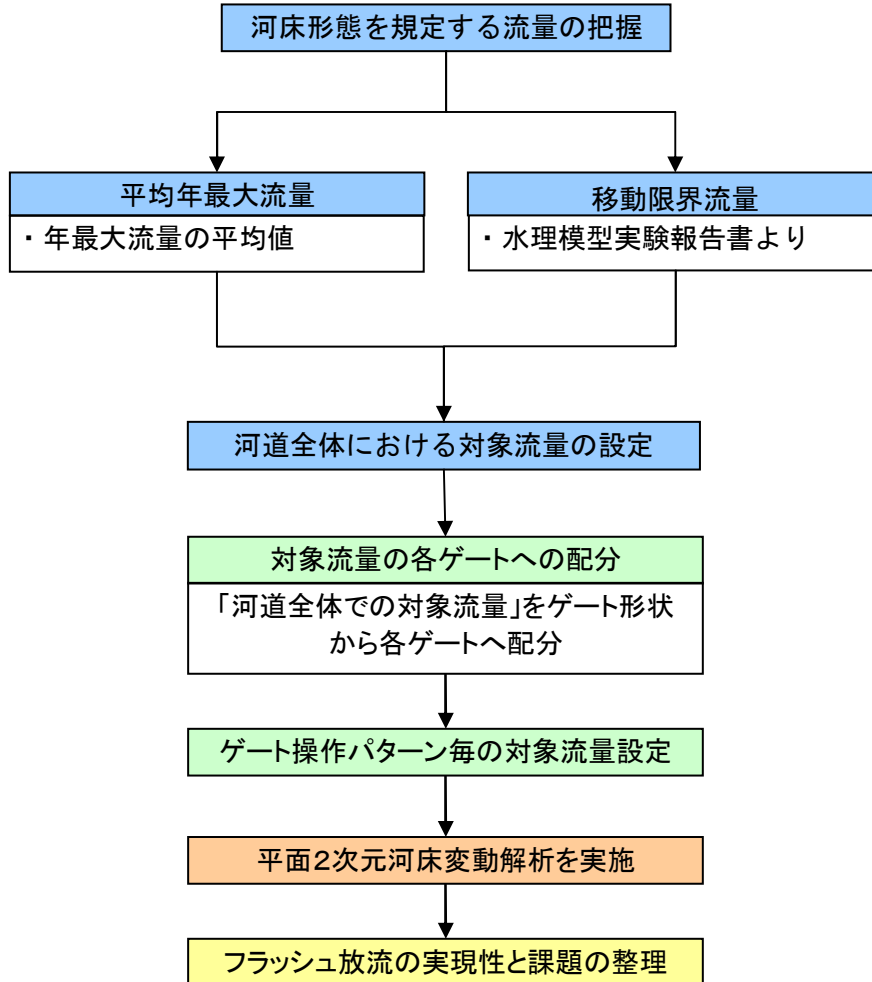 河床形態を規定する流量の把握
平均年最大流量
・年最大流量の平均値
移動限界流量
・水理模型実験報告書より
河道全体における対象流量の設定
対象流量の各ゲートへの配分
「河道全体での対象流量」をゲート形状
から各ゲートへ配分
ゲート操作パターン毎の対象流量設定
平面2次元河床変動解析を実施
フラッシュ放流の実現性と課題の整理